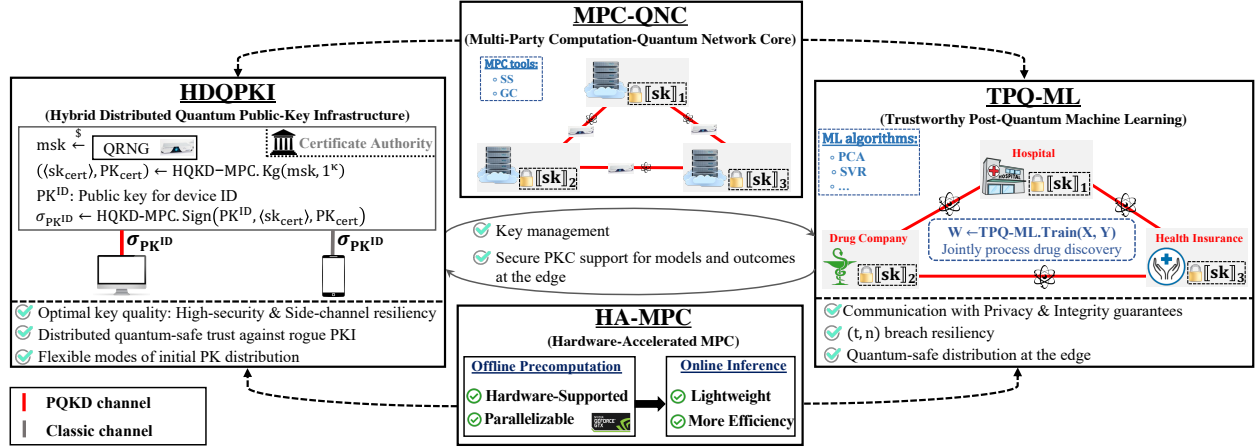 MPC-QNC
(Multi-Party Computation-Quantum Network Core)
MPC tools:
SS
GC
⟦sk⟧₁
⟦sk⟧₂
⟦sk⟧₃
HDQPKI
(Hybrid Distributed Quantum Public-Key Infrastructure)
msk ←$ QRNG
Certificate Authority
(⟨sk_cert⟩, PK_cert) ← HQKD−MPC.Kg(msk, 1^κ)
PK^ID: Public key for device ID
σ_PK^ID ← HQKD-MPC.Sign(PK^ID, ⟨sk_cert⟩, PK_cert)
σ_PK^ID
σ_PK^ID
Optimal key quality: High-security & Side-channel resiliency
Distributed quantum-safe trust against rogue PKI
Flexible modes of initial PK distribution
Key management
Secure PKC support for models and outcomes
at the edge
TPQ-ML
(Trustworthy Post-Quantum Machine Learning)
ML algorithms:
PCA
SVR
...
Hospital
HOSPITAL
⟦sk⟧₁
W ←TPQ-ML.Train(X, Y)
Jointly process drug discovery
Drug Company
⟦sk⟧₂
Health Insurance
⟦sk⟧₃
Communication with Privacy & Integrity guarantees
(t, n) breach resiliency
Quantum-safe distribution at the edge
HA-MPC
(Hardware-Accelerated MPC)
Offline Precomputation
Hardware-Supported
Parallelizable
GEFORCE
GTX
Online Inference
Lightweight
More Efficiency
PQKD channel
Classic channel